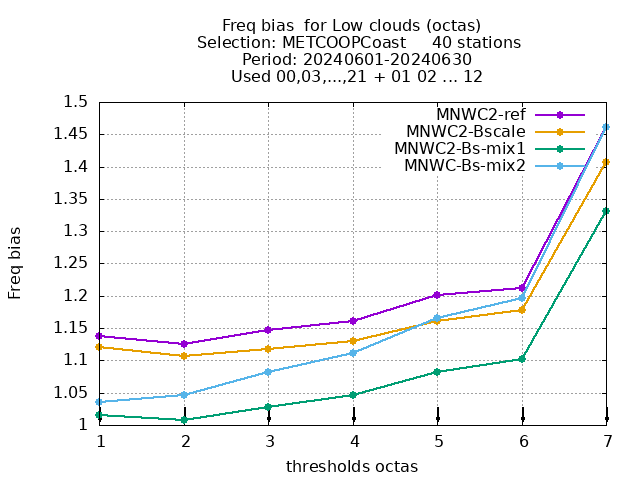 Freq bias  for Low clouds (octas)
Selection: METCOOPCoast     40 stations
Period: 20240601-20240630
Used 00,03,...,21 + 01 02 ... 12
MNWC2-ref
MNWC2-Bscale
MNWC2-Bs-mix1
MNWC-Bs-mix2
Freq bias
1.5
1.45
1.4
1.35
1.3
1.25
1.2
1.15
1.1
1.05
1
1 2 3 4 5 6 7
thresholds octas